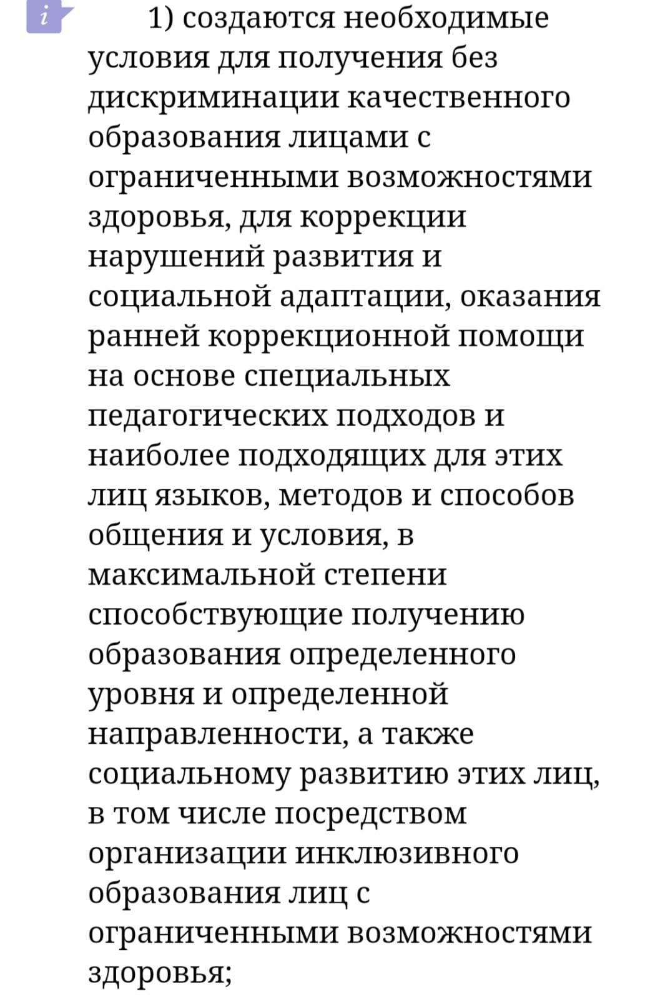 i
1) создаются необходимые
условия для получения без
дискриминации качественного
образования лицами с
ограниченными возможностями
здоровья, для коррекции
нарушений развития и
социальной адаптации, оказания
ранней коррекционной помощи
на основе специальных
педагогических подходов и
наиболее подходящих для этих
лиц языков, методов и способов
общения и условия, в
максимальной степени
способствующие получению
образования определенного
уровня и определенной
направленности, а также
социальному развитию этих лиц,
в том числе посредством
организации инклюзивного
образования лиц с
ограниченными возможностями
здоровья;